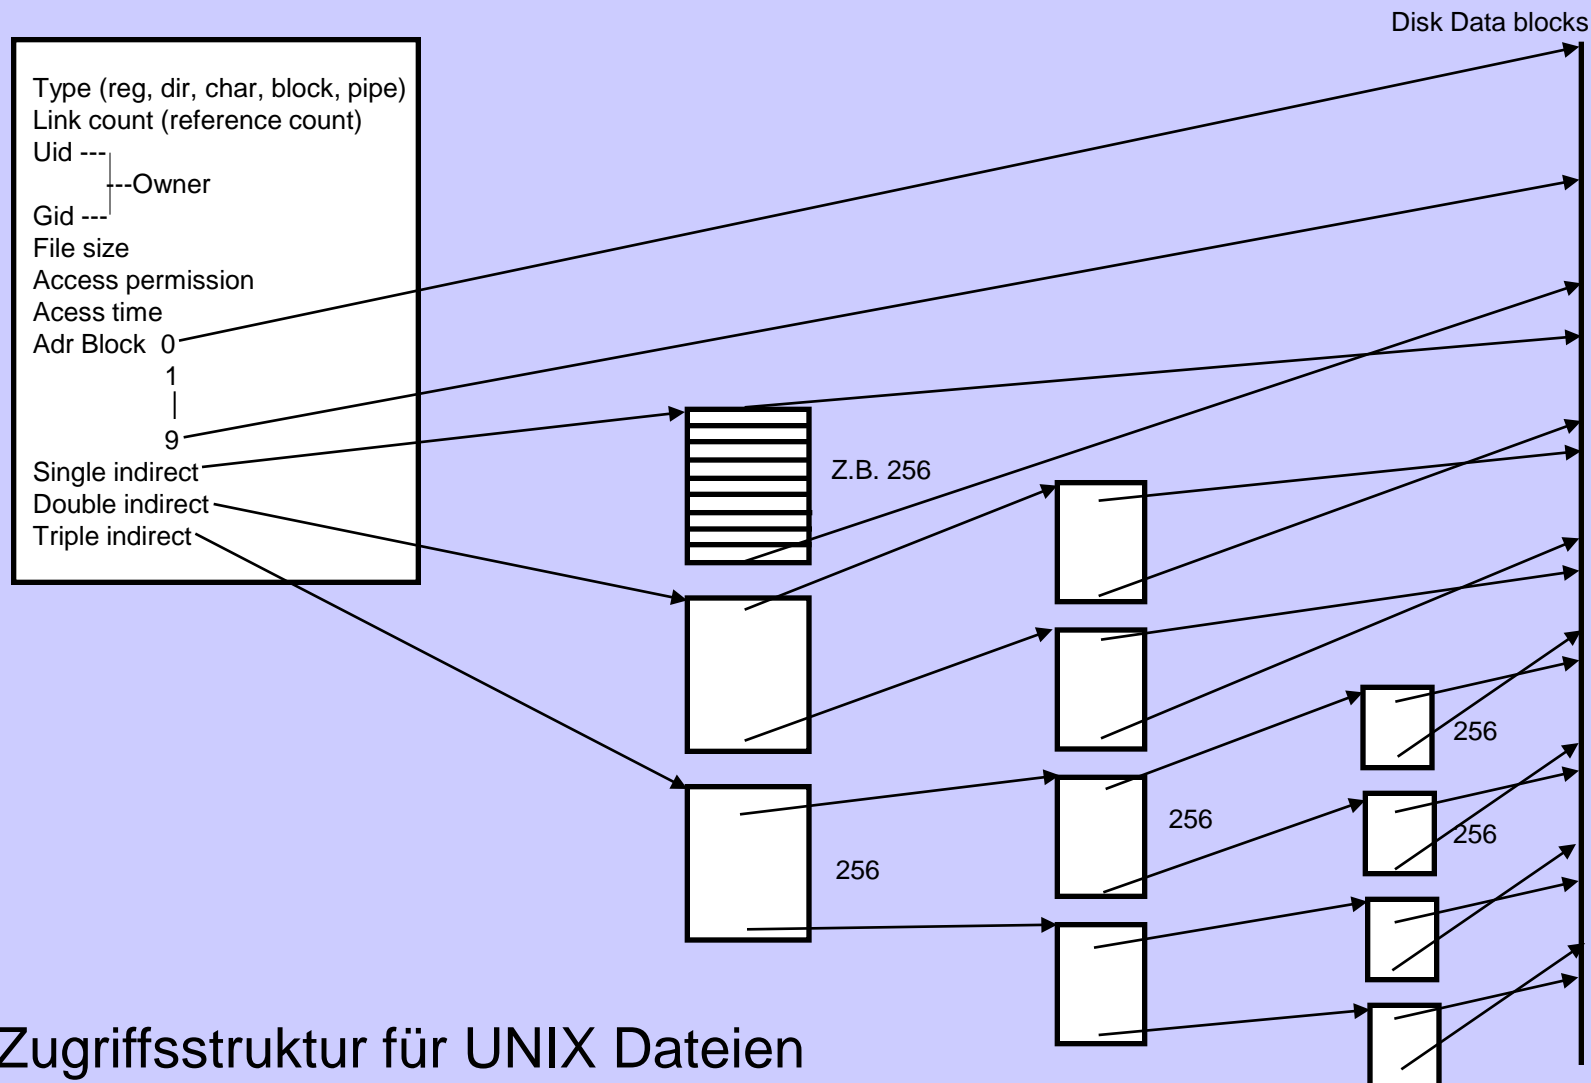 Disk Data blocks
Type (reg, dir, char, block, pipe)
Link count (reference count)
Uid ---
---Owner
Gid ---
File size
Access permission
Acess time
Adr Block 0
1
|
9
Single indirect
Double indirect
Triple indirect
Z.B. 256
256
256
256
256
Zugriffsstruktur für UNIX Dateien